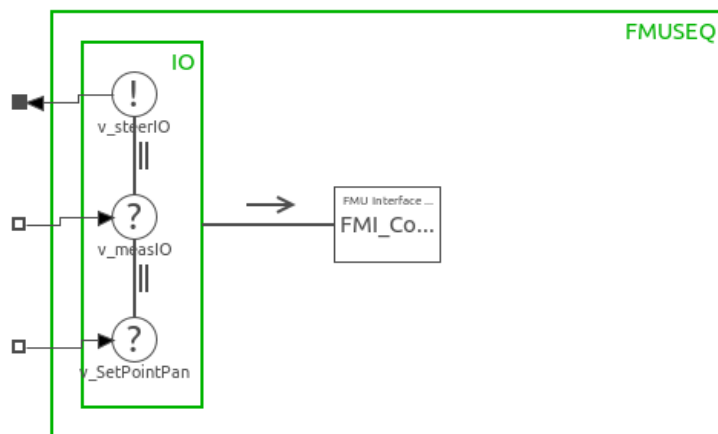 FMUSEQ
IO
!
v_steerIO
||
?
v_measIO
||
?
v_SetPointPan
FMU Interface ...
FMI_Co...